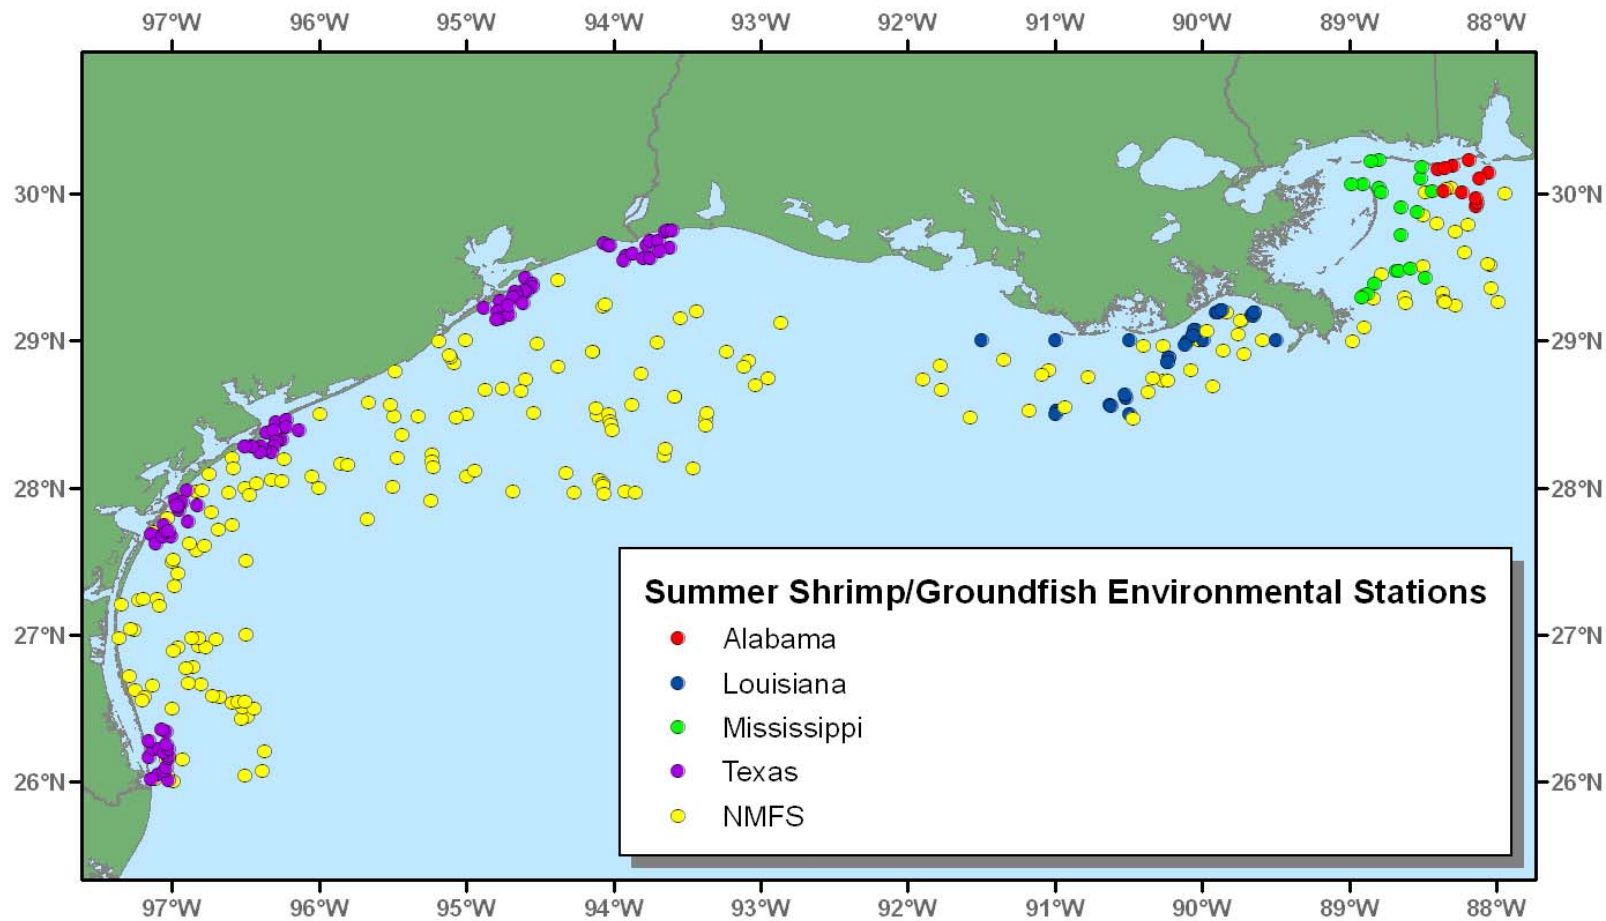 97°W 96°W 95°W 94°W 93°W 92°W 91°W 90°W 89°W 88°W
30°N 30°N
29°N 29°N
28°N 28°N
Summer Shrimp/Groundfish Environmental Stations
27°N Alabama 27°N
Louisiana
Mississippi
Texas
26°N 26°N
NMFS
97°W 96°W 95°W 94°W 93°W 92°W 91°W 90°W 89°W 88°W